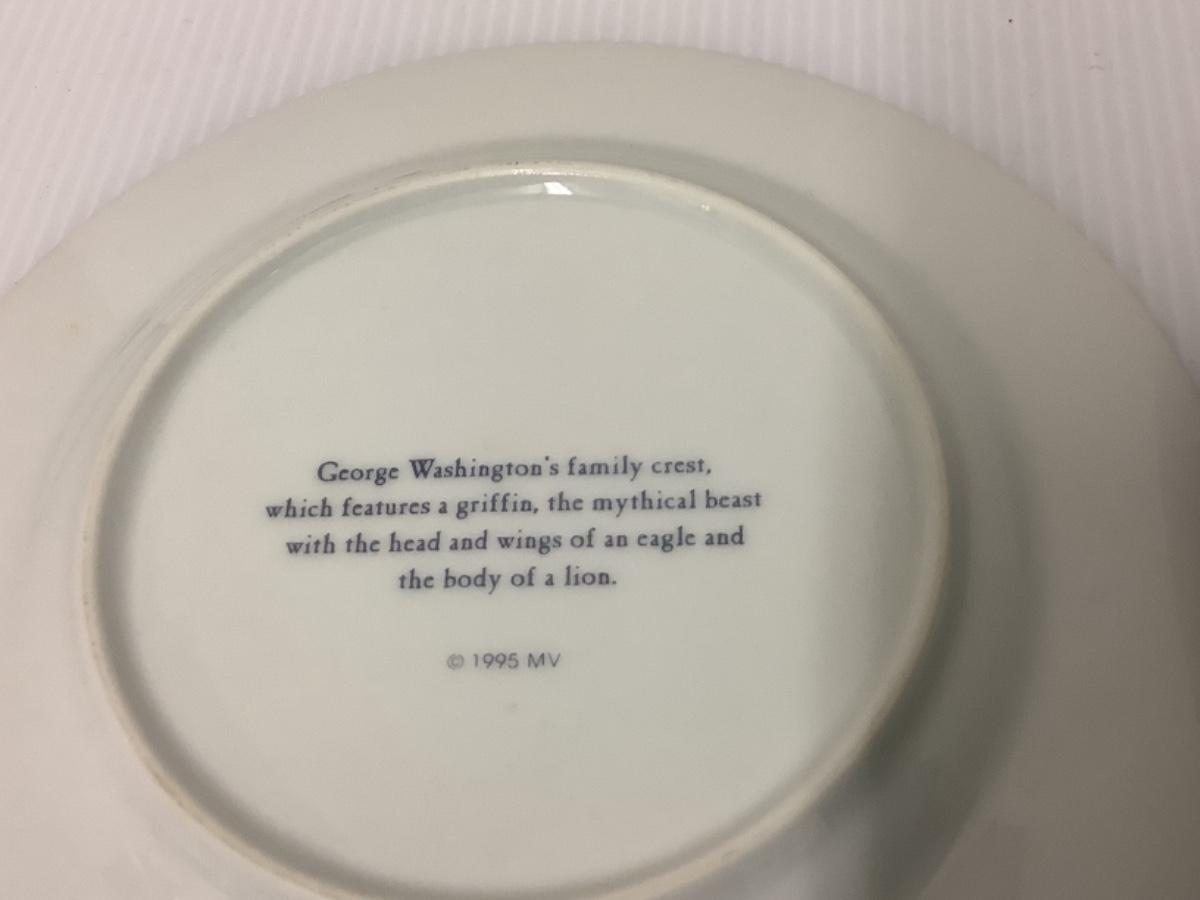 George Washington's family crest,
which features a griffin, the mythical beast
with the head and wings of an eagle and
the body of a lion.
© 1995 MV